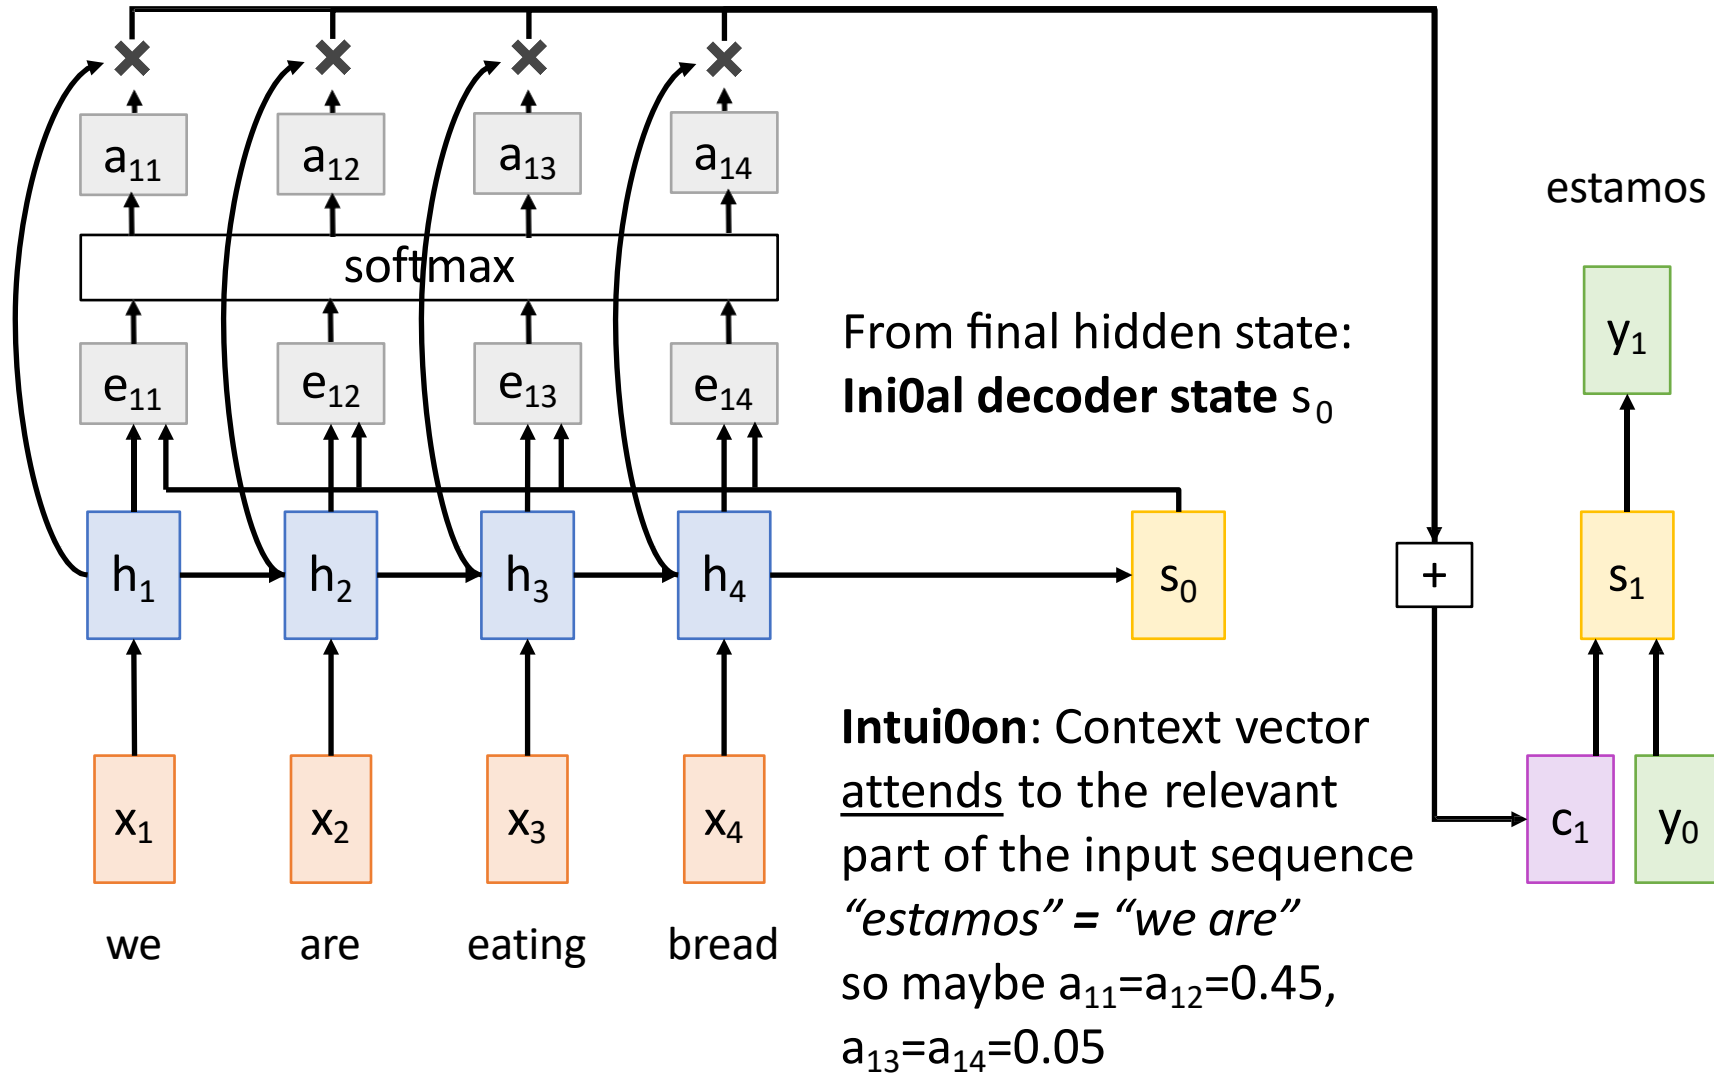 a₁₁ a₁₂ a₁₃ a₁₄
estamos
softmax
y₁
e₁₁ e₁₂ e₁₃ e₁₄
From final hidden state:
Ini0al decoder state s₀
h₁ h₂ h₃ h₄ s₀ + s₁
Intui0on: Context vector
attends to the relevant
part of the input sequence
“estamos” = “we are”
so maybe a₁₁=a₁₂=0.45,
a₁₃=a₁₄=0.05
x₁ x₂ x₃ x₄ c₁ y₀
we are eating bread